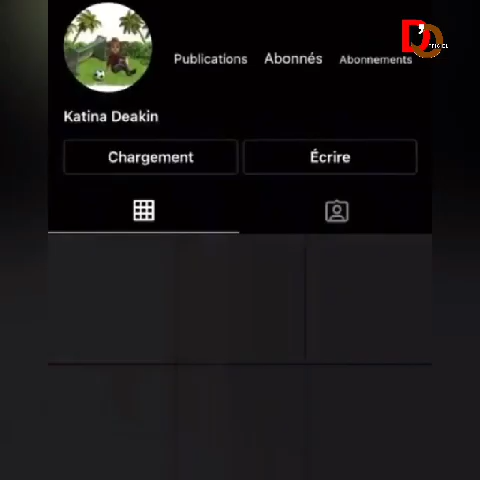 Publications Abonnés Abonnements
Katina Deakin
Chargement Écrire